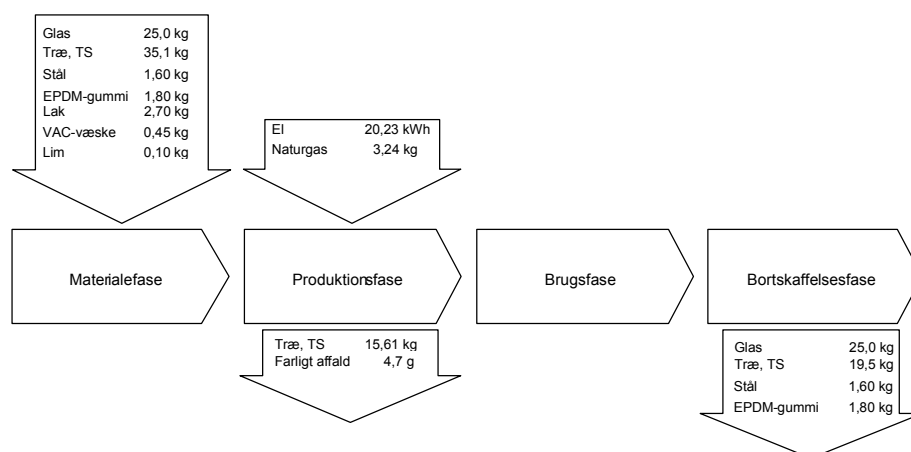 Glas 25,0 kg
Træ, TS 35,1 kg
Stål 1,60 kg
EPDM-gummi 1,80 kg
Lak 2,70 kg
VAC-væske 0,45 kg
Lim 0,10 kg
El 20,23 kWh
Naturgas 3,24 kg
Materialefase
Produktionsfase
Brugsfase
Bortskaffelsesfase
Træ, TS 15,61 kg
Farligt affald 4,7 g
Glas 25,0 kg
Træ, TS 19,5 kg
Stål 1,60 kg
EPDM-gummi 1,80 kg